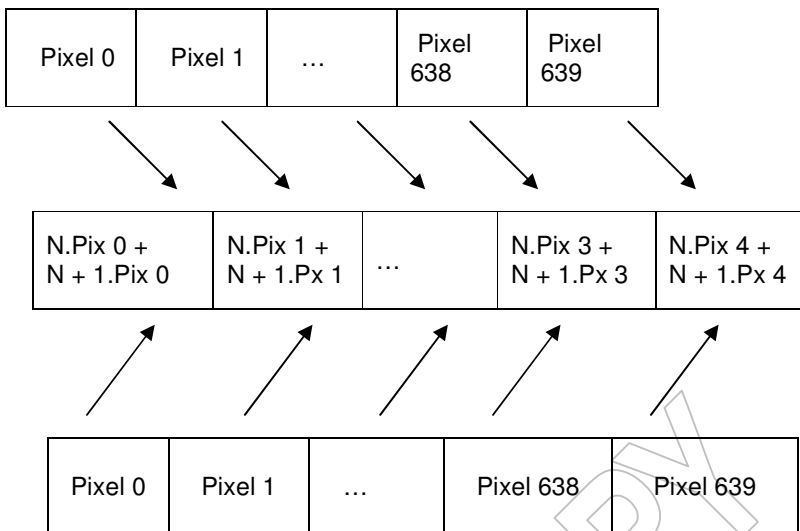 Pixel 0
Pixel 1
…
Pixel
638
Pixel
639
N.Pix 0 +
N + 1.Pix 0
N.Pix 1 +
N + 1.Px 1
…
N.Pix 3 +
N + 1.Px 3
N.Pix 4 +
N + 1.Px 4
Pixel 0
Pixel 1
…
Pixel 638
Pixel 639
PY